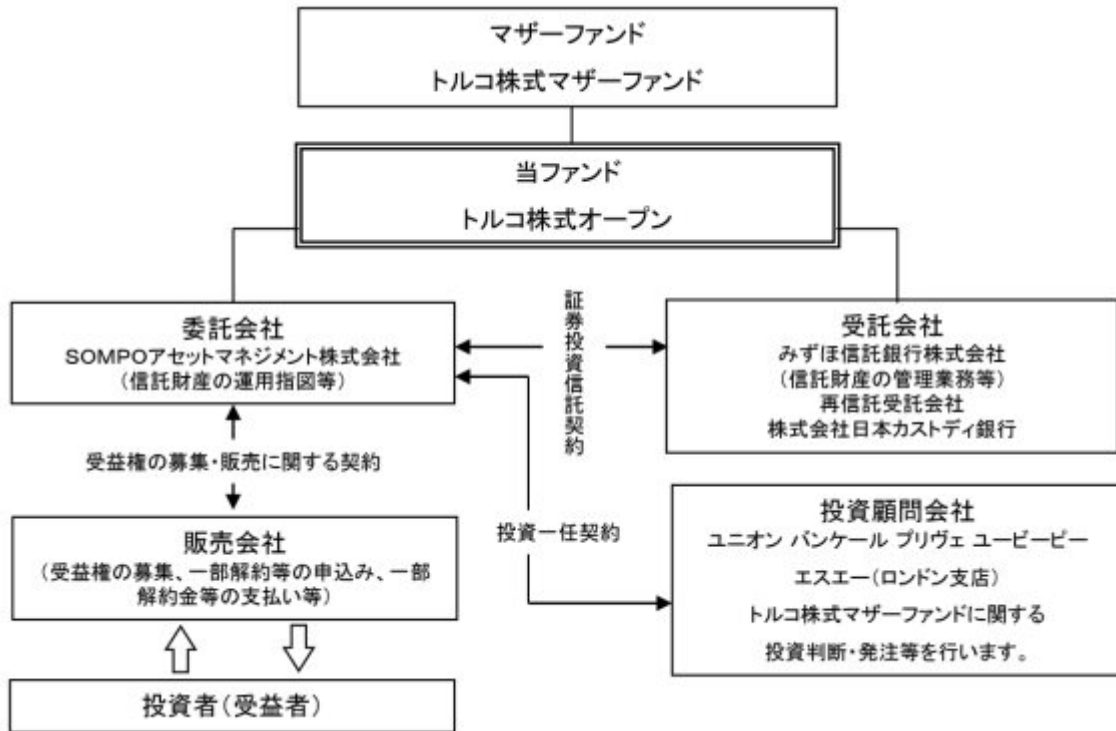 マザーファンド
トルコ株式マザーファンド
当ファンド
トルコ株式オープン
委託会社
SOMPOアセットマネジメント株式会社
(信託財産の運用指図等)
証券投資信託契約
受託会社
みずほ信託銀行株式会社
(信託財産の管理業務等)
再信託受託会社
株式会社日本カストディ銀行
受益権の募集・販売に関する契約
販売会社
(受益権の募集、一部解約等の申込み、一部
解約金等の支払い等)
投資一任契約
投資顧問会社
ユニオン バンケール プリヴェ ユービーピー
エスエー(ロンドン支店)
トルコ株式マザーファンドに関する
投資判断・発注等を行います。
投資者(受益者)